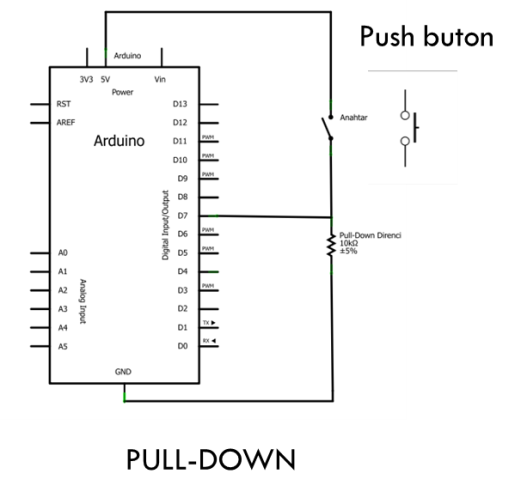 Push buton
Arduino
3V3 5V Vin
Power
RST D13
AREF D12
Arduino
D11 PWM
D10 PWM
D9 PWM
D8
D7
D6 PWM
D5 PWM
D4
D3 PWM
D2
D1 TX
D0 RX
Digital Input/Output
A0
A1
A2
A3
A4
A5
Analog Input
GND
Anahtar
Pull-Down Direnci
10kΩ
±5%
PULL-DOWN